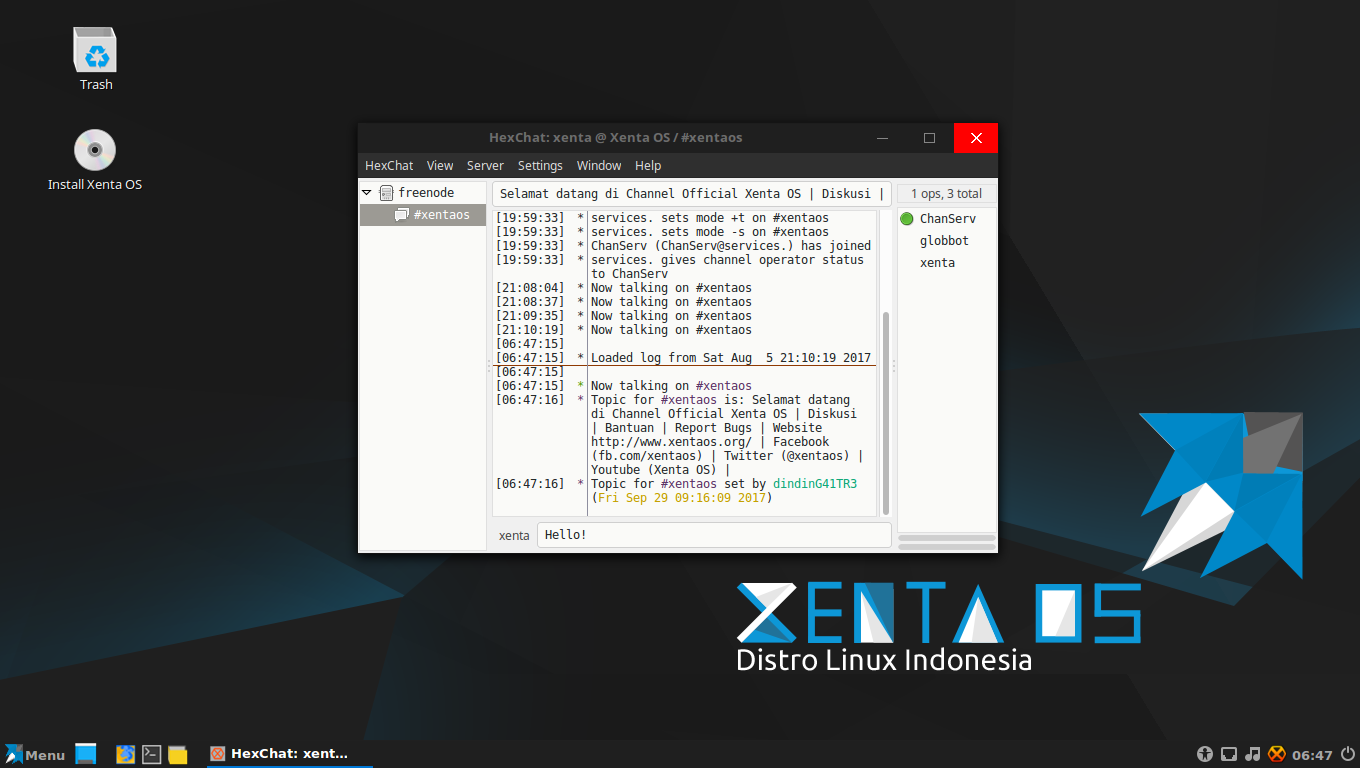 Trash
Install Xenta OS
HexChat: xenta @ Xenta OS / #xentaos
HexChat View Server Settings Window Help
freenode
#xentaos
Selamat datang di Channel Official Xenta OS | Diskusi |
[19:59:33] * services. sets mode +t on #xentaos
[19:59:33] * services. sets mode -s on #xentaos
[19:59:33] * ChanServ (ChanServ@services.) has joined
[19:59:33] * services. gives channel operator status
to ChanServ
[21:08:04] * Now talking on #xentaos
[21:08:37] * Now talking on #xentaos
[21:09:35] * Now talking on #xentaos
[21:10:19] * Now talking on #xentaos
[06:47:15]
[06:47:15] * Loaded log from Sat Aug  5 21:10:19 2017
[06:47:15]
[06:47:15] * Now talking on #xentaos
[06:47:16] * Topic for #xentaos is: Selamat datang
di Channel Official Xenta OS | Diskusi
| Bantuan | Report Bugs | Website
http://www.xentaos.org/ | Facebook
(fb.com/xentaos) | Twitter (@xentaos) |
Youtube (Xenta OS) |
[06:47:16] * Topic for #xentaos set by dindinG41TR3
(Fri Sep 29 09:16:09 2017)
xenta Hello!
1 ops, 3 total
ChanServ
globbot
xenta
XENTA OS
Distro Linux Indonesia
Menu HexChat: xent... 06:47